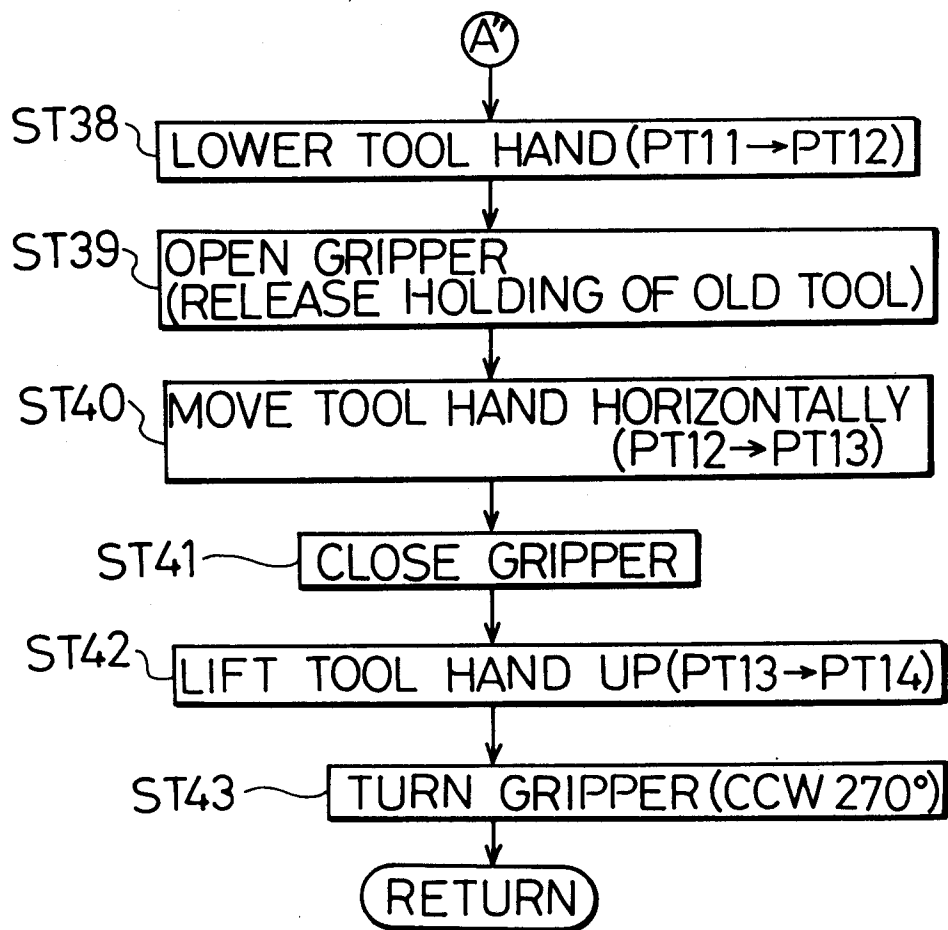 A"
ST38
LOWER TOOL HAND (PT11→PT12)
ST39
OPEN GRIPPER
(RELEASE HOLDING OF OLD TOOL)
ST40
MOVE TOOL HAND HORIZONTALLY
(PT12→PT13)
ST41
CLOSE GRIPPER
ST42
LIFT TOOL HAND UP (PT13→PT14)
ST43
TURN GRIPPER (CCW 270°)
RETURN